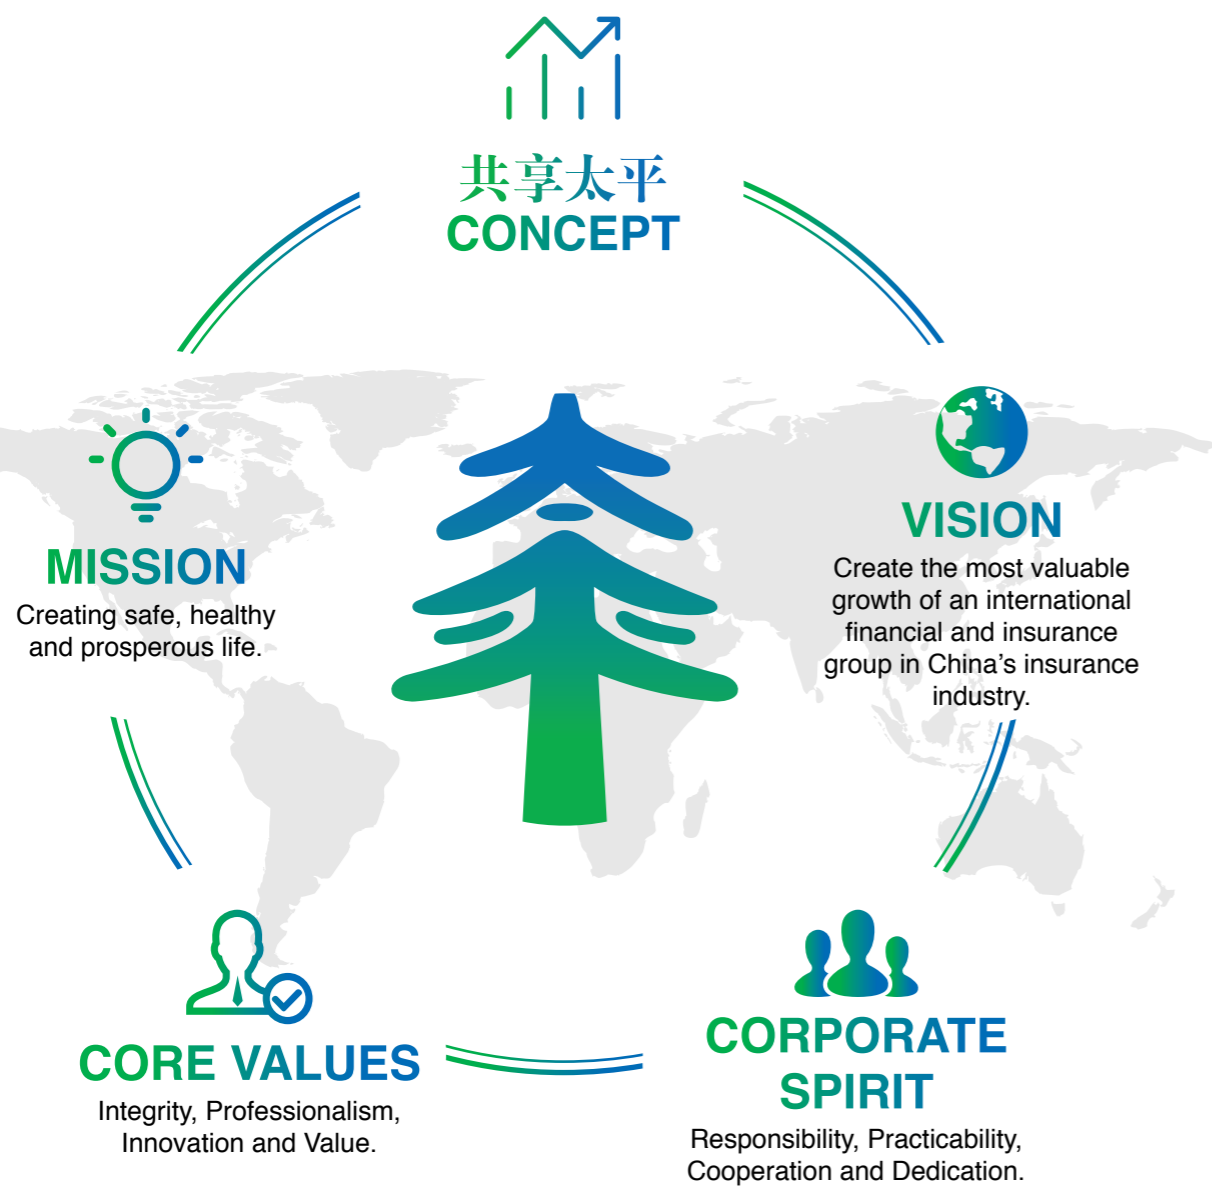 共享太平
CONCEPT
MISSION
Creating safe, healthy
and prosperous life.
VISION
Create the most valuable
growth of an international
financial and insurance
group in China’s insurance
industry.
CORE VALUES
Integrity, Professionalism,
Innovation and Value.
CORPORATE
SPIRIT
Responsibility, Practicability,
Cooperation and Dedication.